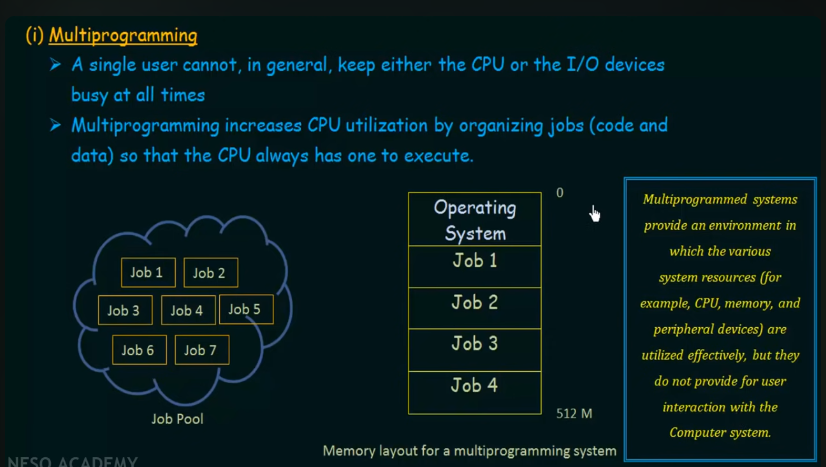 (i) Multiprogramming
➤ A single user cannot, in general, keep either the CPU or the I/O devices
busy at all times
➤ Multiprogramming increases CPU utilization by organizing jobs (code and
data) so that the CPU always has one to execute.
Job 1
Job 2
Job 3
Job 4
Job 5
Job 6
Job 7
Job Pool
0
Operating
System
Job 1
Job 2
Job 3
Job 4
512 M
Memory layout for a multiprogramming system
Multiprogrammed systems
provide an environment in
which the various
system resources (for
example, CPU, memory, and
peripheral devices) are
utilized effectively, but they
do not provide for user
interaction with the
Computer system.
NESO ACADEMY